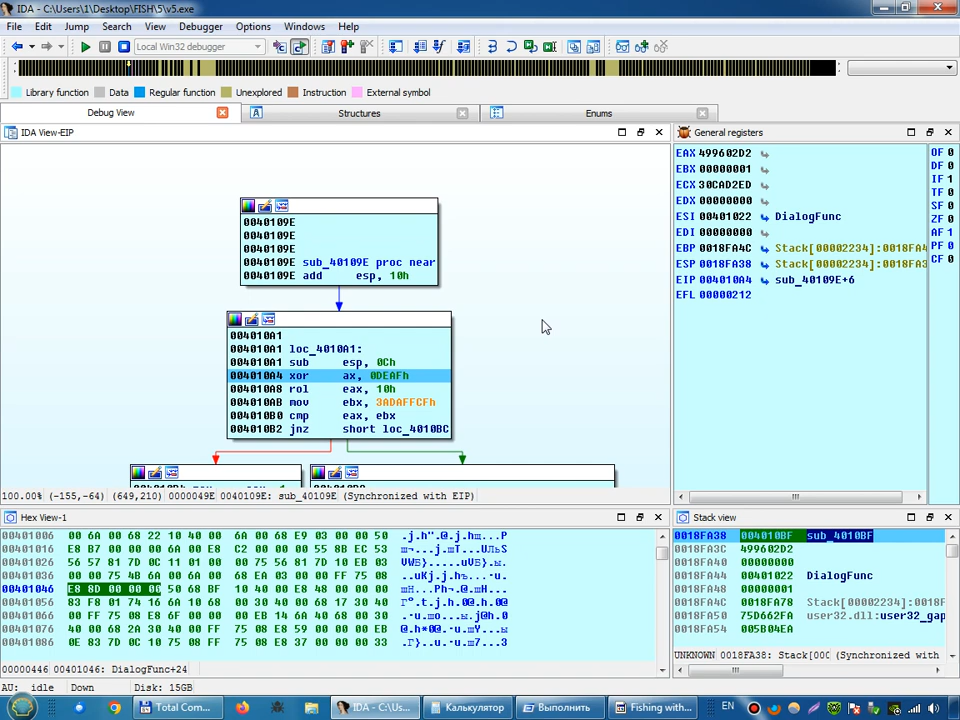 IDA - C:\Users\1\Desktop\FISH\5\v5.exe
File Edit Jump Search View Debugger Options Windows Help
Local Win32 debugger
Library function Data Regular function Unexplored Instruction External symbol
Debug View Structures Enums
IDA View-EIP
0040109E
0040109E
0040109E
0040109E sub_40109E proc near
0040109E add esp, 10h
004010A1
004010A1 loc_4010A1:
004010A1 sub esp, 0Ch
004010A4 xor ax, 0DEAFh
004010A8 rol eax, 10h
004010AB mov ebx, 3ADAFFCFh
004010B0 cmp eax, ebx
004010B2 jnz short loc_4010BC
100.00% (-155,-64) (649,210) 0000049E 0040109E: sub_40109E (Synchronized with EIP)
General registers
EAX 499602D2
EBX 00000001
ECX 30CAD2ED
EDX 00000000
ESI 00401022 DialogFunc
EDI 00000000
EBP 0018FA4C Stack[00002234]:0018FA4
ESP 0018FA38 Stack[00002234]:0018FA3
EIP 004010A4 sub_40109E+6
EFL 00000212
OF 0
DF 0
IF 1
TF 0
SF 0
ZF 0
AF 1
PF 0
CF 0
Hex View-1
00401006 00 6A 00 68 22 10 40 00 6A 00 68 E9 03 00 00 50
00401016 E8 B7 00 00 00 6A 00 E8 C2 00 00 00 55 8B EC 53
00401026 56 57 81 7D 0C 11 01 00 00 75 56 81 7D 10 EB 03
00401036 00 00 75 4B 6A 00 6A 00 68 EA 03 00 00 FF 75 08
00401046 E8 8D 00 00 00 50 68 BF 10 40 00 E8 48 00 00 00
00401056 83 F8 01 74 16 6A 10 68 00 30 40 00 68 17 30 40
00401066 00 FF 75 08 E8 6F 00 00 00 EB 14 6A 40 68 00 30
00401076 40 00 68 2A 30 40 00 FF 75 08 E8 59 00 00 00 EB
00401086 0E 83 7D 0C 10 75 08 FF 75 08 E8 37 00 00 00 33
00000446 00401046: DialogFunc+24
Stack view
0018FA38 004010BF sub_4010BF
0018FA3C 499602D2
0018FA40 00000000
0018FA44 00401022 DialogFunc
0018FA48 00000001
0018FA4C 0018FA78 Stack[0000223
0018FA50 75D662FA user32.dll:user32_gap
0018FA54 005B04EA
UNKNOWN 0018FA38: Stack[000 (Synchronized with
AU: idle Down Disk: 15GB
Total Com... IDA - C:\Us... Калькулятор Выполнить Fishing with... EN 5:06 PM